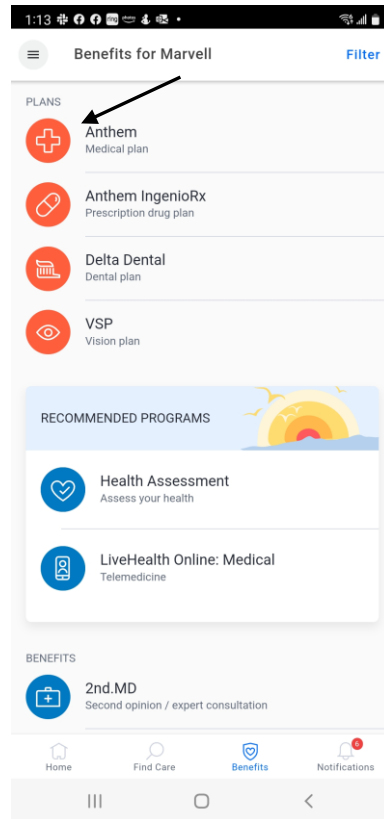 1:13
Benefits for Marvell
Filter
PLANS
Anthem
Medical plan
Anthem IngenioRx
Prescription drug plan
Delta Dental
Dental plan
VSP
Vision plan
RECOMMENDED PROGRAMS
Health Assessment
Assess your health
LiveHealth Online: Medical
Telemedicine
BENEFITS
2nd.MD
Second opinion / expert consultation
6
Home
Find Care
Benefits
Notifications